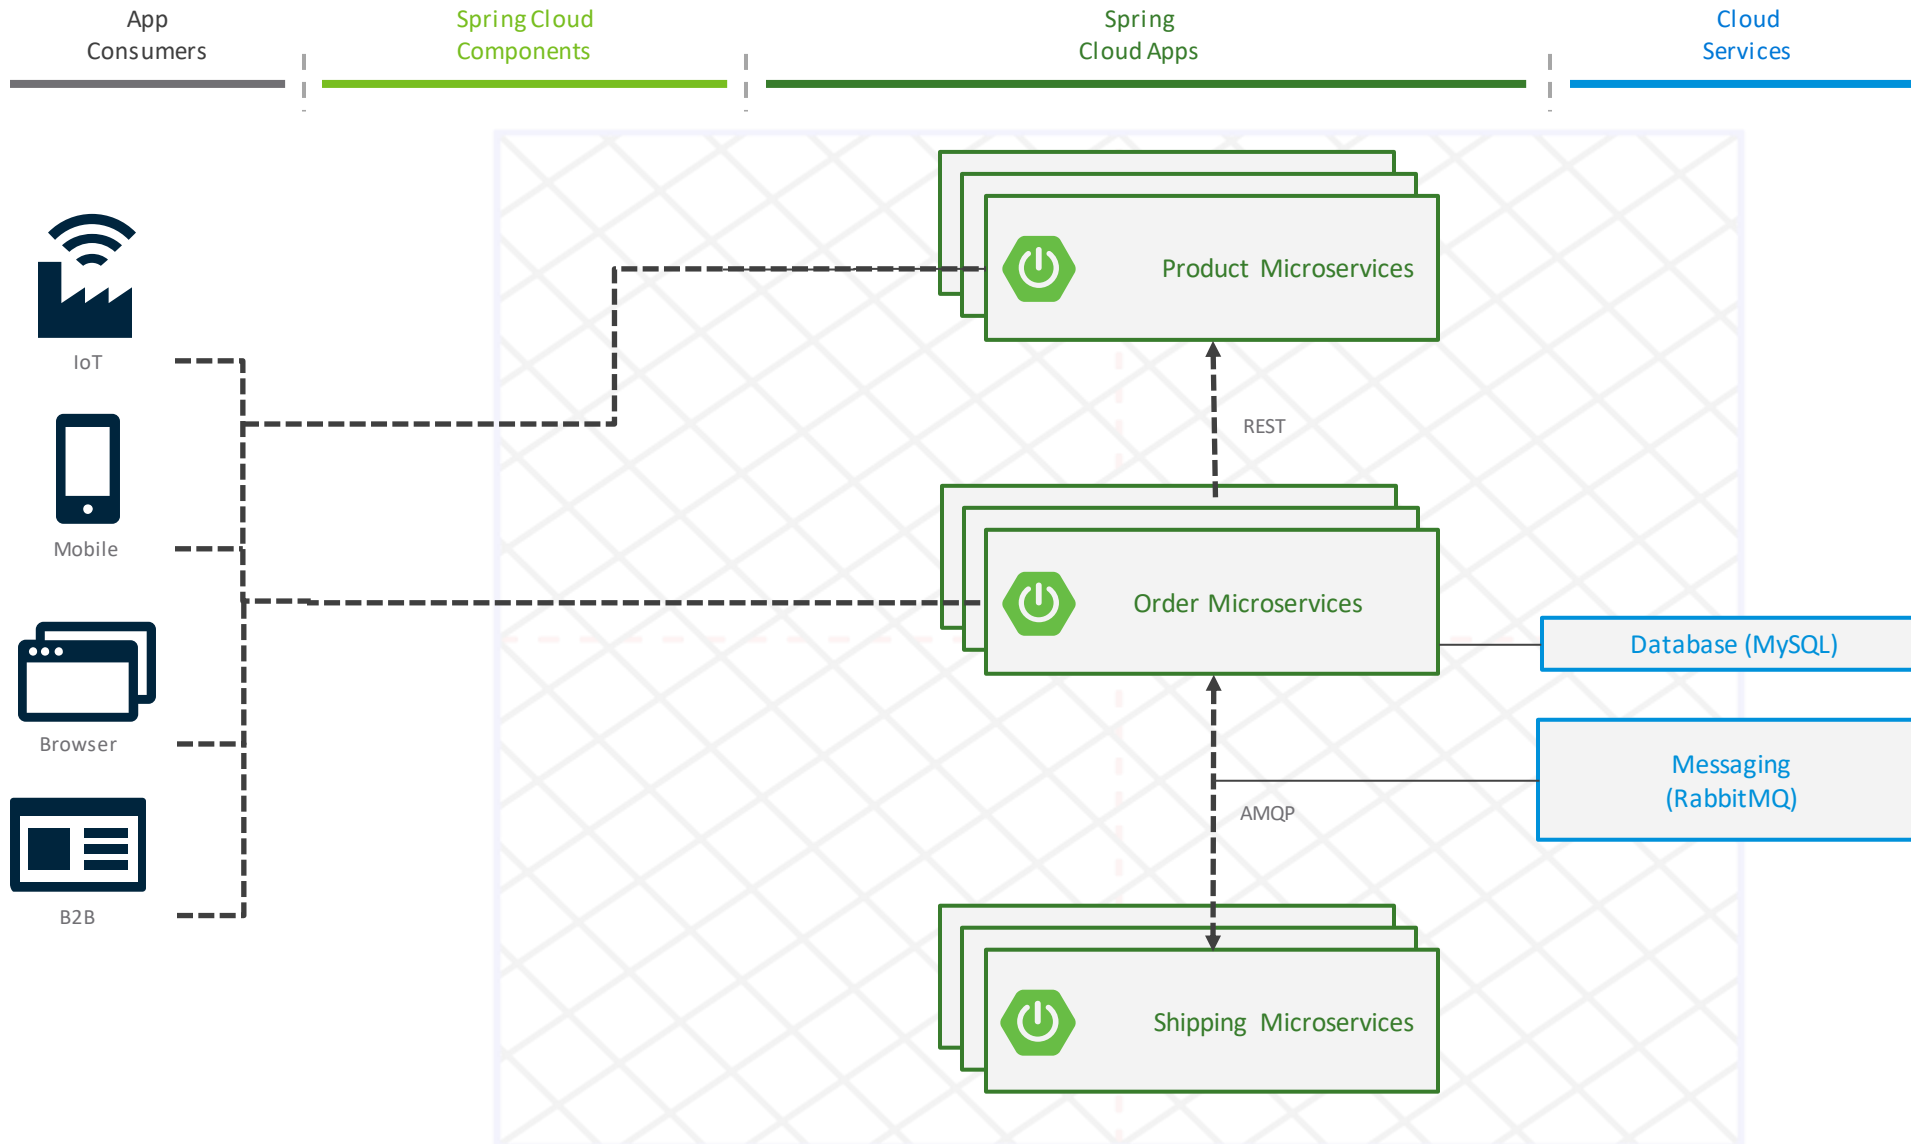 App
Consumers
Spring Cloud
Components
Spring
Cloud Apps
Cloud
Services
IoT
Mobile
Browser
B2B
Product Microservices
REST
Order Microservices
AMQP
Shipping Microservices
Database (MySQL)
Messaging
(RabbitMQ)